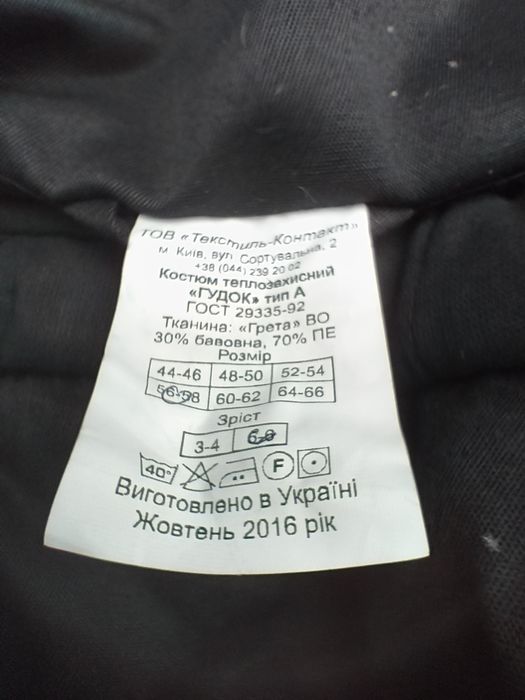 ТОВ «Текстиль-Контакт»
м. Київ, вул. Сортувальна, 2
+38 (044) 239 20 02
Костюм теплозахисний
«ГУДОК» тип А
ГОСТ 29335-92
Тканина: «Грета» ВО
30% бавовна, 70% ПЕ
Розмір
44-46 48-50 52-54
56-58 60-62 64-66
Зріст
3-4
40° F
Виготовлено в Україні
Жовтень 2016 рік